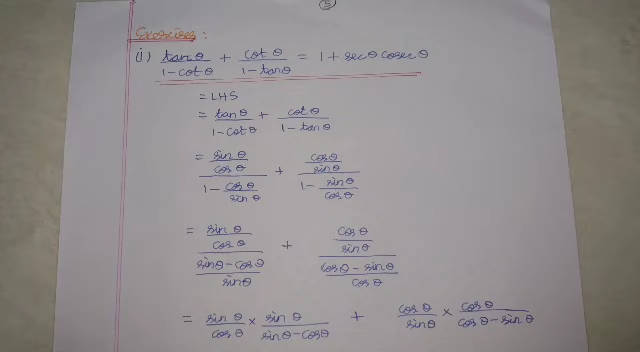 5
Exercises:
(i) tanθ/(1-cotθ) + cotθ/(1-tanθ) = 1+secθ cosecθ
= LHS
= tanθ/(1-cotθ) + cotθ/(1-tanθ)
= (sinθ/cosθ)/(1-cosθ/sinθ) + (cosθ/sinθ)/(1-sinθ/cosθ)
= (sinθ/cosθ)/((sinθ-cosθ)/sinθ) + (cosθ/sinθ)/((cosθ-sinθ)/cosθ)
= sinθ/cosθ × sinθ/(sinθ-cosθ) + cosθ/sinθ × cosθ/(cosθ-sinθ)